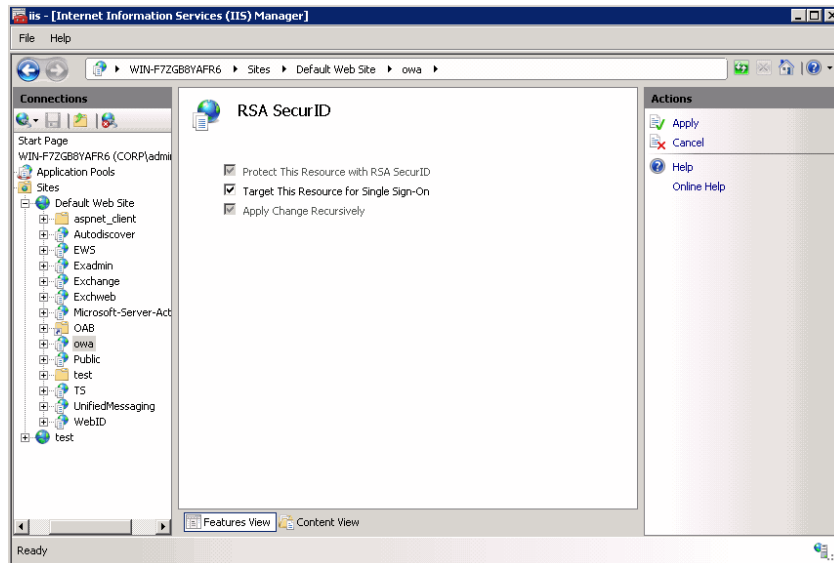 iis - [Internet Information Services (IIS) Manager]
File Help
WIN-F7ZGB8YAFR6 Sites Default Web Site owa
Connections
Start Page
WIN-F7ZGB8YAFR6 (CORP\admi
Application Pools
Sites
Default Web Site
aspnet_client
Autodiscover
EWS
Exadmin
Exchange
Exchweb
Microsoft-Server-Act
OAB
owa
Public
test
TS
UnifiedMessaging
WebID
test
RSA SecurID
Protect This Resource with RSA SecurID
Target This Resource for Single Sign-On
Apply Change Recursively
Features View Content View
Actions
Apply
Cancel
Help
Online Help
Ready